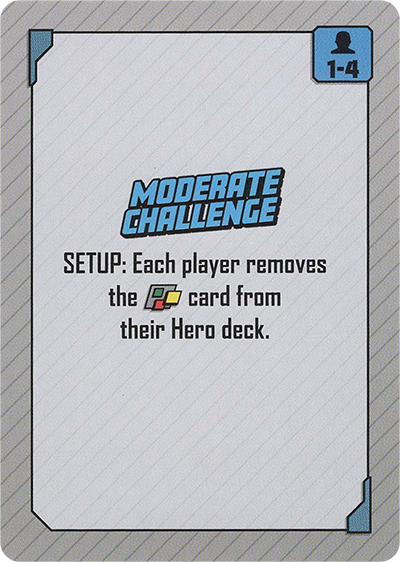 1-4
MODERATE
CHALLENGE
SETUP: Each player removes
the card from
their Hero deck.